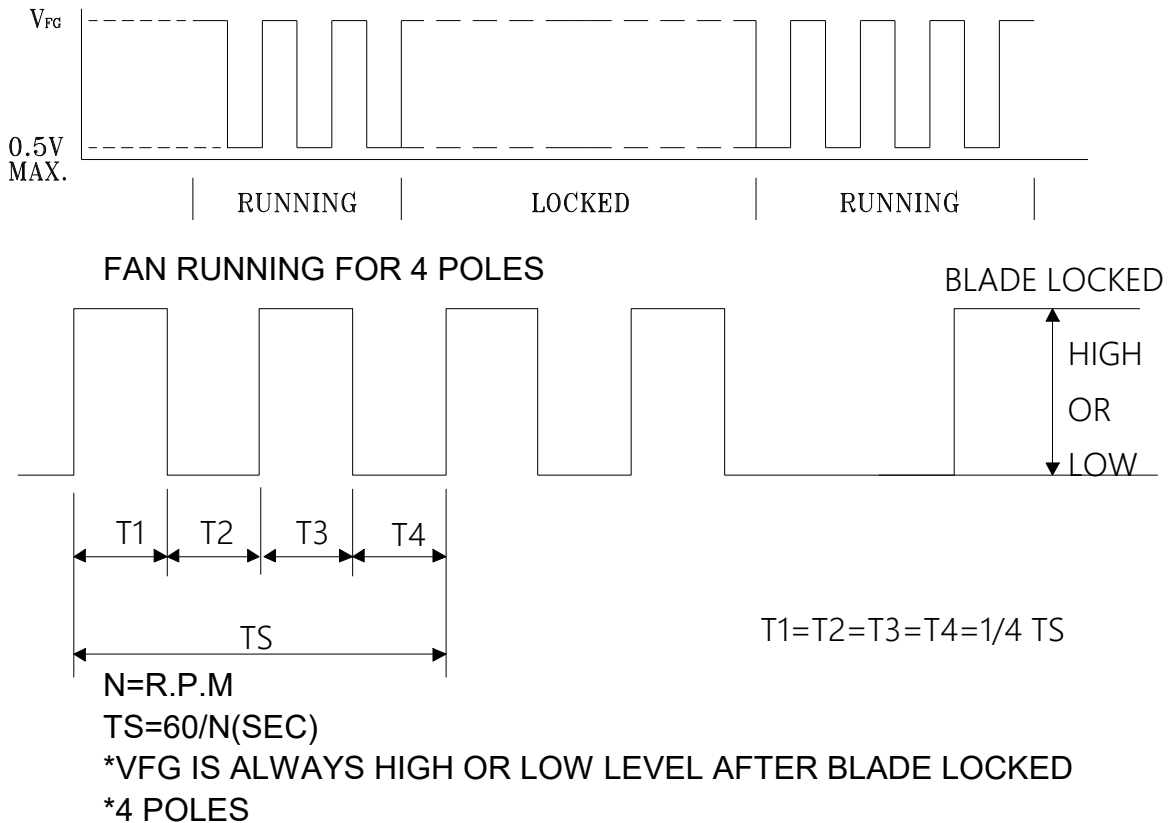 VFG
0.5V
MAX.
RUNNING LOCKED RUNNING
FAN RUNNING FOR 4 POLES
BLADE LOCKED
HIGH
OR
LOW
T1 T2 T3 T4
TS
T1=T2=T3=T4=1/4 TS
N=R.P.M
TS=60/N(SEC)
*VFG IS ALWAYS HIGH OR LOW LEVEL AFTER BLADE LOCKED
*4 POLES